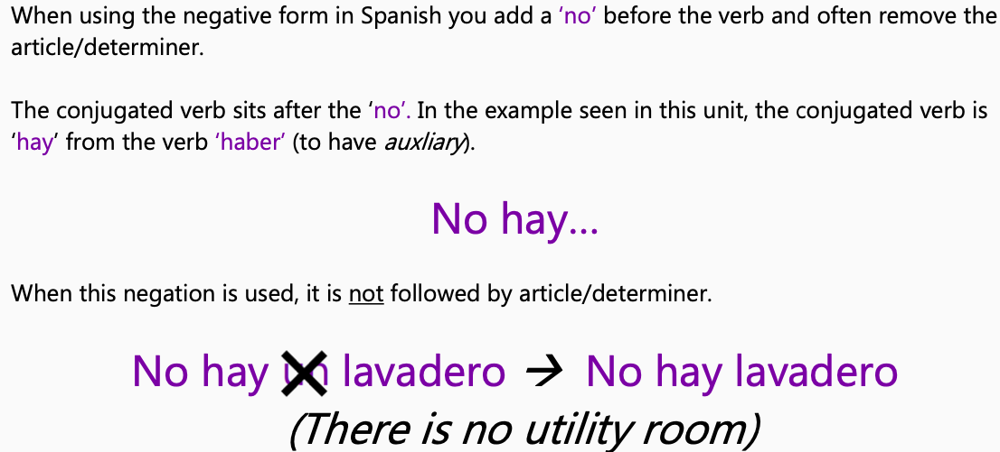 When using the negative form in Spanish you add a ‘no’ before the verb and often remove the
article/determiner.
The conjugated verb sits after the ‘no’. In the example seen in this unit, the conjugated verb is
‘hay’ from the verb ‘haber’ (to have auxliary).
No hay...
When this negation is used, it is not followed by article/determiner.
No hay un lavadero → No hay lavadero
(There is no utility room)